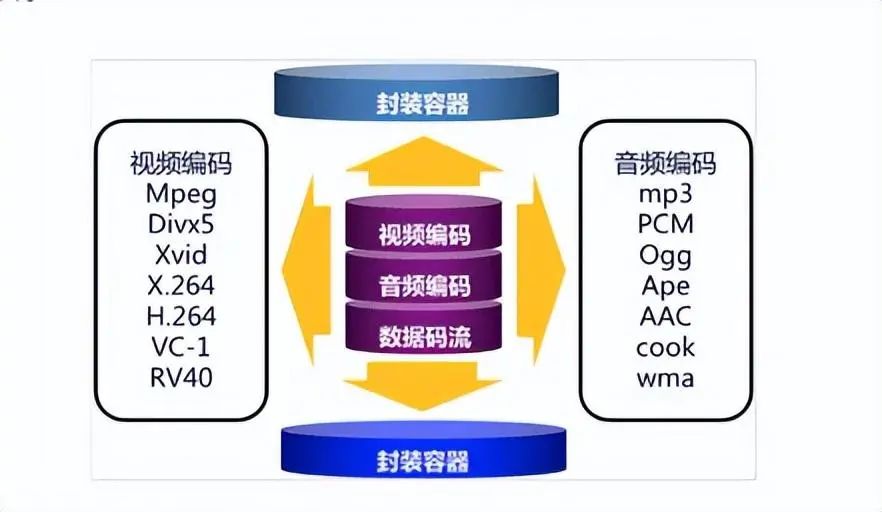 封装容器
视频编码
Mpeg
Divx5
Xvid
X.264
H.264
VC-1
RV40
视频编码
音频编码
数据码流
音频编码
mp3
PCM
Ogg
Ape
AAC
cook
wma
封装容器